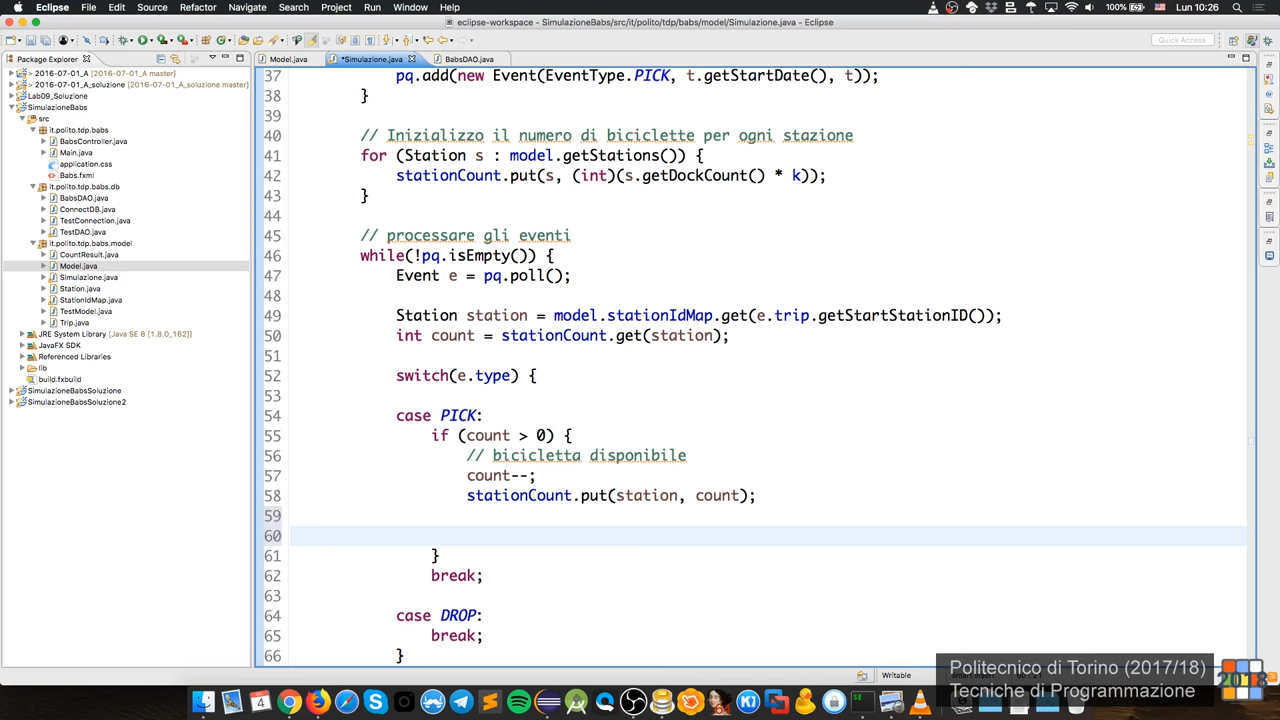 Eclipse File Edit Source Refactor Navigate Search Project Run Window Help
100% Lun 10:26
eclipse-workspace - SimulazioneBabs/src/it/polito/tdp/babs/model/Simulazione.java - Eclipse
Quick Access
Package Explorer
Model.java *Simulazione.java BabsDAO.java
2016-07-01_A (2016-07-01_A master)
2016-07-01_A_soluzione (2016-07-01_A_soluzione master)
Lab09_Soluzione
SimulazioneBabs
src
it.polito.tdp.babs
BabsController.java
Main.java
application.css
Babs.fxml
it.polito.tdp.babs.db
BabsDAO.java
ConnectDB.java
TestConnection.java
TestDAO.java
it.polito.tdp.babs.model
CountResult.java
Model.java
Simulazione.java
Station.java
StationIdMap.java
TestModel.java
Trip.java
JRE System Library [Java SE 8 [1.8.0_162]]
JavaFX SDK
Referenced Libraries
lib
build.fxbuild
SimulazioneBabsSoluzione
SimulazioneBabsSoluzione2
37 pq.add(new Event(EventType.PICK, t.getStartDate(), t));
38 }
39
40 // Inizializzo il numero di biciclette per ogni stazione
41 for (Station s : model.getStations()) {
42 stationCount.put(s, (int)(s.getDockCount() * k));
43 }
44
45 // processare gli eventi
46 while(!pq.isEmpty()) {
47 Event e = pq.poll();
48
49 Station station = model.stationIdMap.get(e.trip.getStartStationID());
50 int count = stationCount.get(station);
51
52 switch(e.type) {
53
54 case PICK:
55 if (count > 0) {
56 // bicicletta disponibile
57 count--;
58 stationCount.put(station, count);
59
60
61 }
62 break;
63
64 case DROP:
65 break;
66 }
Writable
Politecnico di Torino (2017/18)
Tecniche di Programmazione
2018